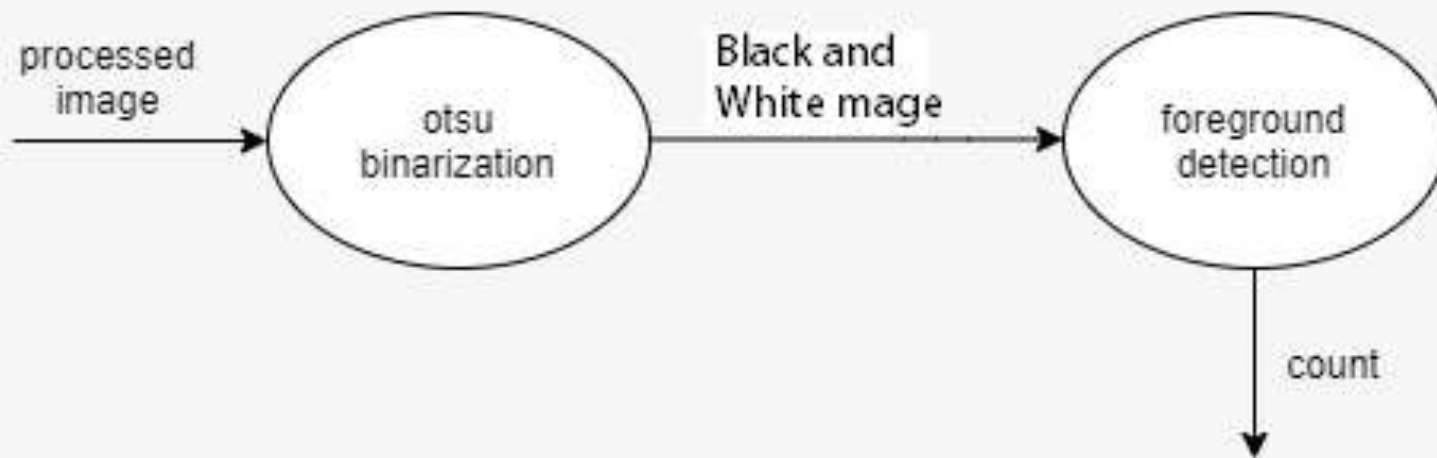 processed
image
otsu
binarization
Black and
White mage
foreground
detection
count